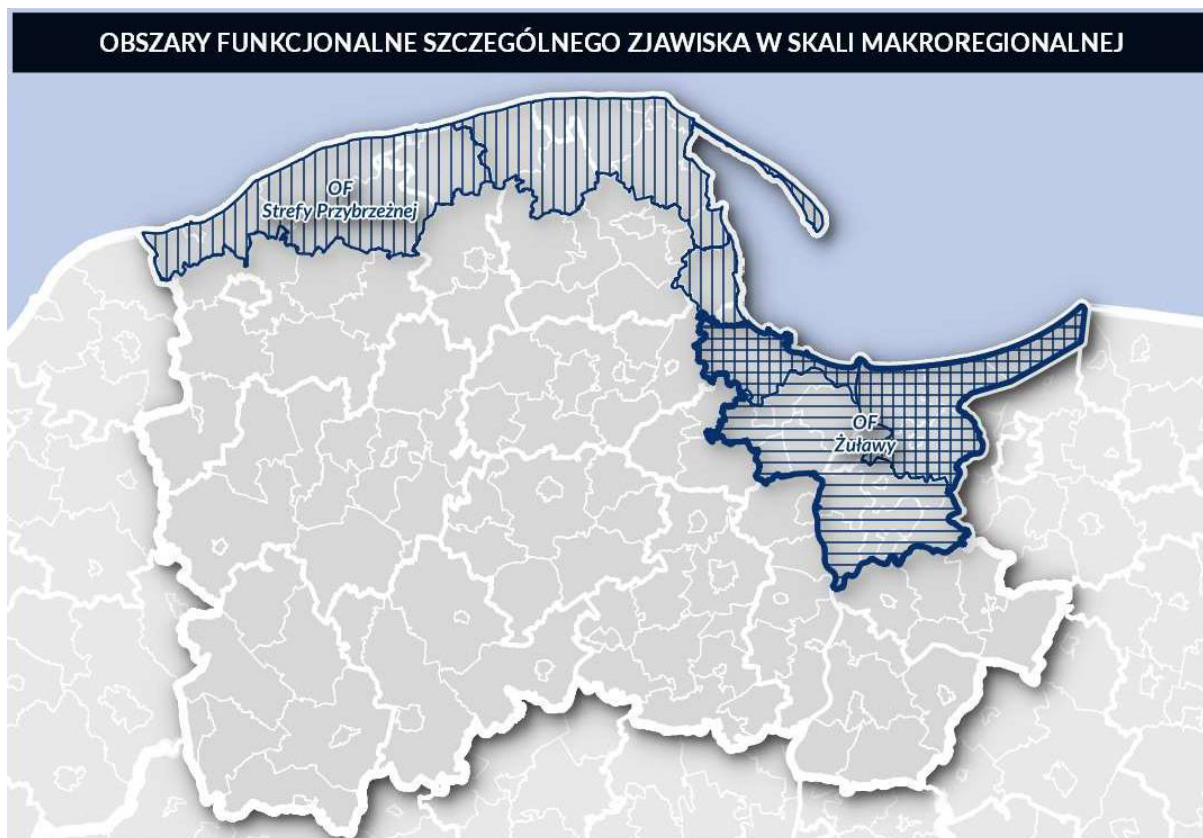 OBSZARY FUNKCJONALNE SZCZEGÓLNEGO ZJAWISKA W SKALI MAKROREGIONALNEJ
OF
Strefy Przybrzeżnej
OF
Żuławy